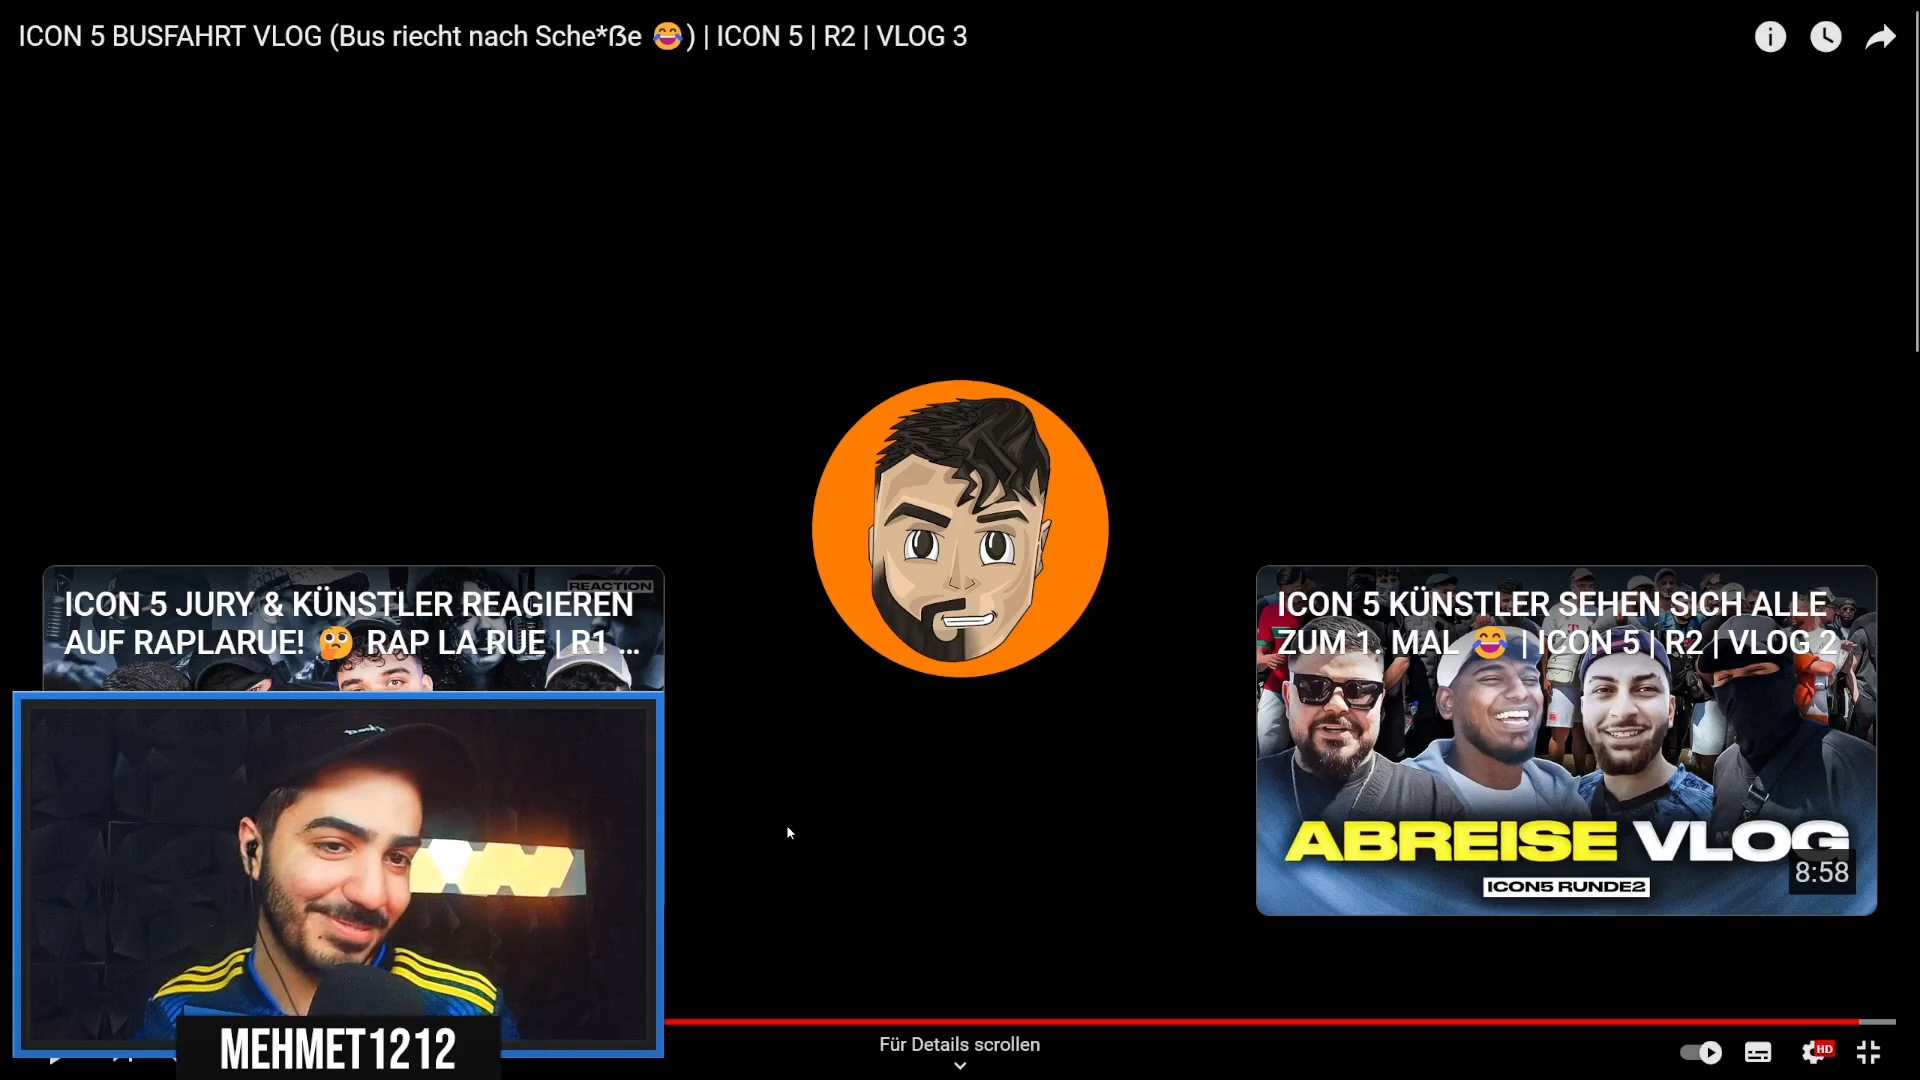 ICON 5 BUSFAHRT VLOG (Bus riecht nach Sche*ße 😂) | ICON 5 | R2 | VLOG 3
REACTION
ICON 5 JURY & KÜNSTLER REAGIEREN
AUF RAPLARUE! 🤔 RAP LA RUE | R1 ...
ICON 5 KÜNSTLER SEHEN SICH ALLE
ZUM 1. MAL 😂 | ICON 5 | R2 | VLOG 2
ABREISE VLOG
8:58
ICON5 RUNDE2
MEHMET1212
Für Details scrollen
HD